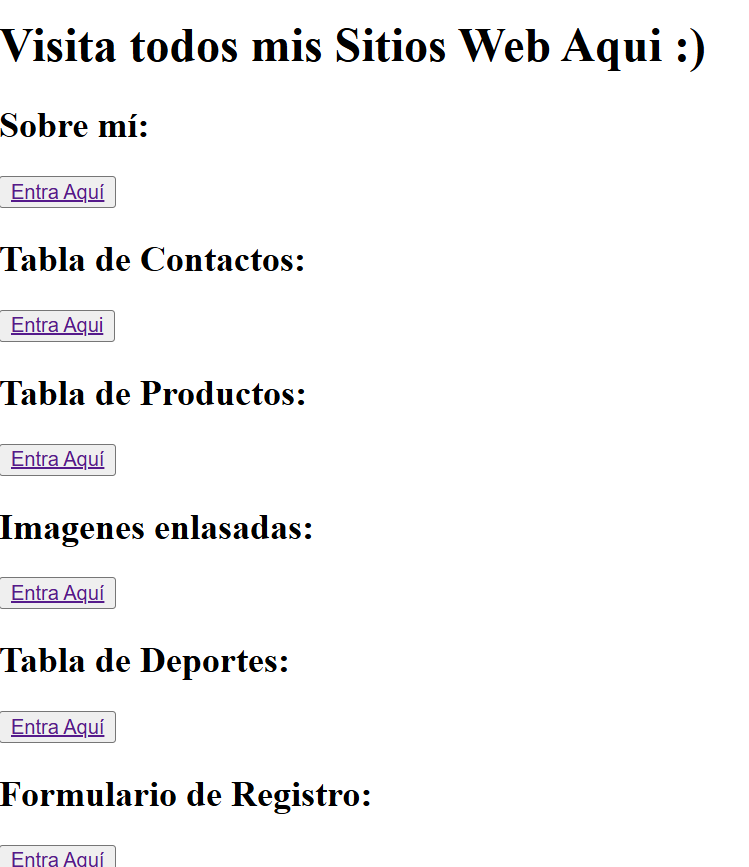 Visita todos mis Sitios Web Aqui :)
Sobre mí:
Entra Aquí
Tabla de Contactos:
Entra Aqui
Tabla de Productos:
Entra Aquí
Imagenes enlasadas:
Entra Aquí
Tabla de Deportes:
Entra Aquí
Formulario de Registro:
Entra Aquí